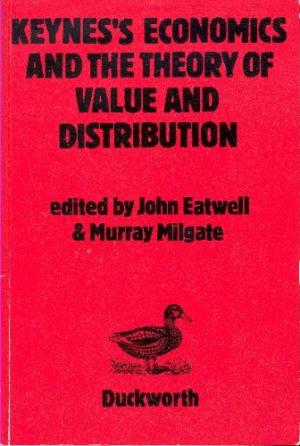 KEYNES'S ECONOMICS
AND THE THEORY OF
VALUE AND
DISTRIBUTION
edited by John Eatwell
& Murray Milgate
Duckworth